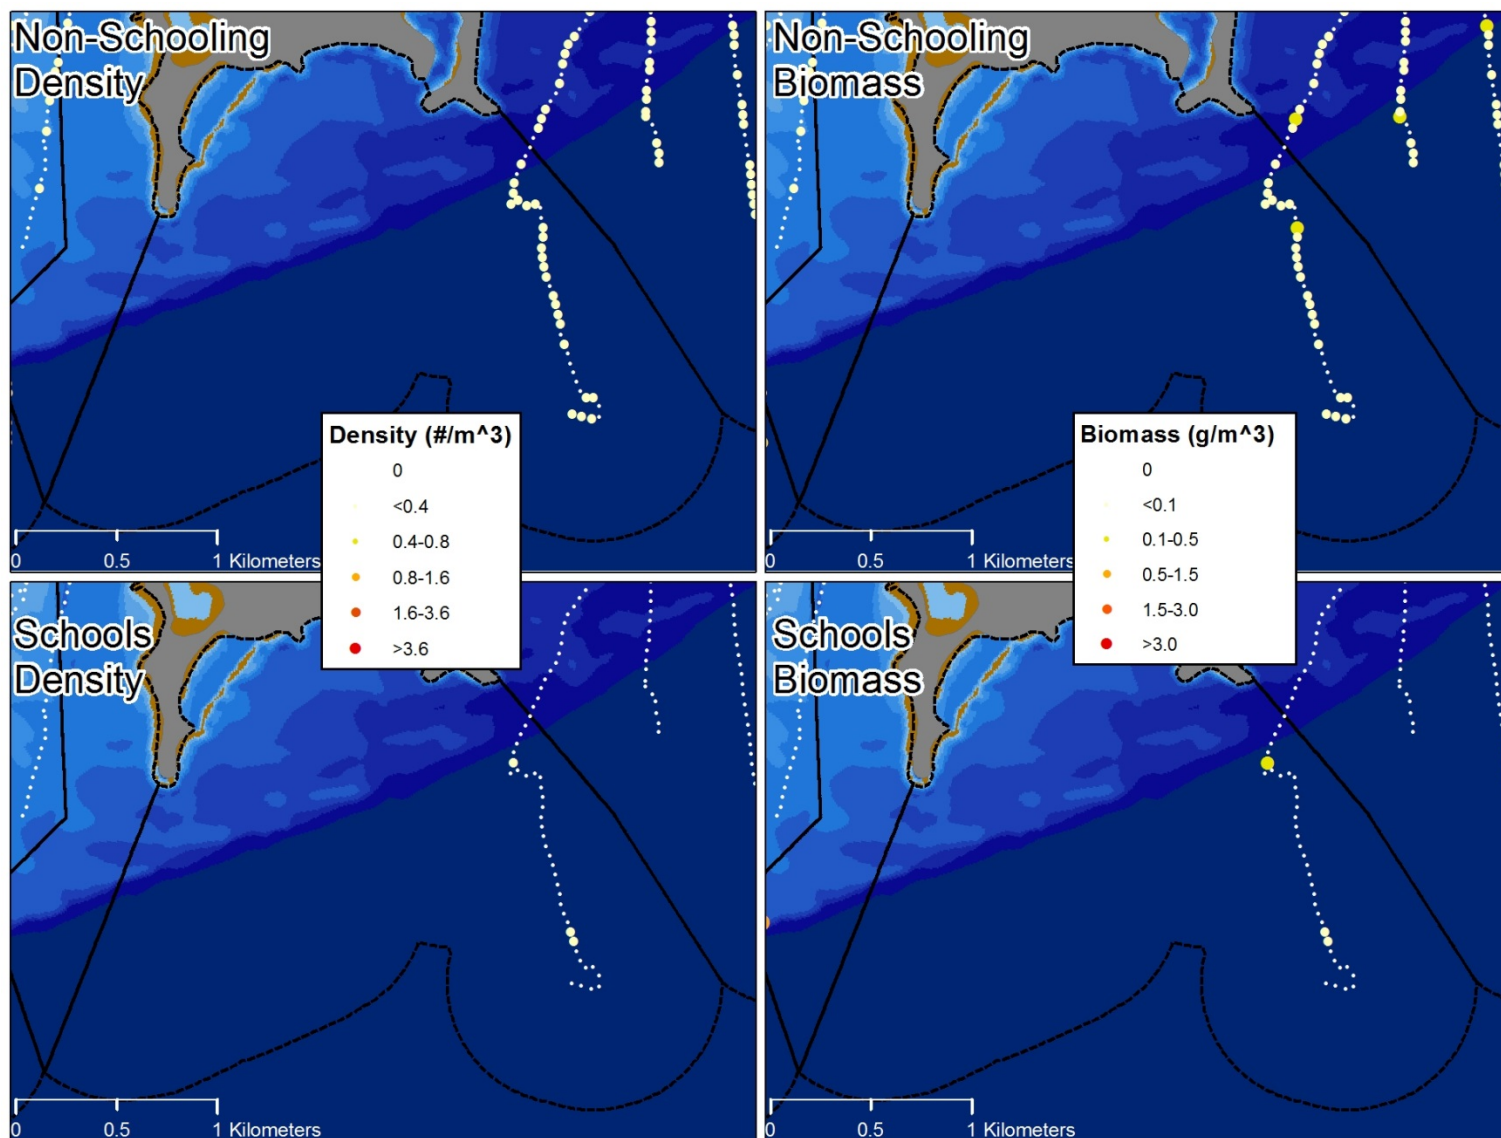 Non-Schooling
Density
Non-Schooling
Biomass
Density (#/m^3)
0
<0.4
0.4-0.8
0.8-1.6
1.6-3.6
>3.6
Biomass (g/m^3)
0
<0.1
0.1-0.5
0.5-1.5
1.5-3.0
>3.0
0 0.5 1 Kilometers
0 0.5 1 Kilometers
Schools
Density
Schools
Biomass
0 0.5 1 Kilometers
0 0.5 1 Kilometers